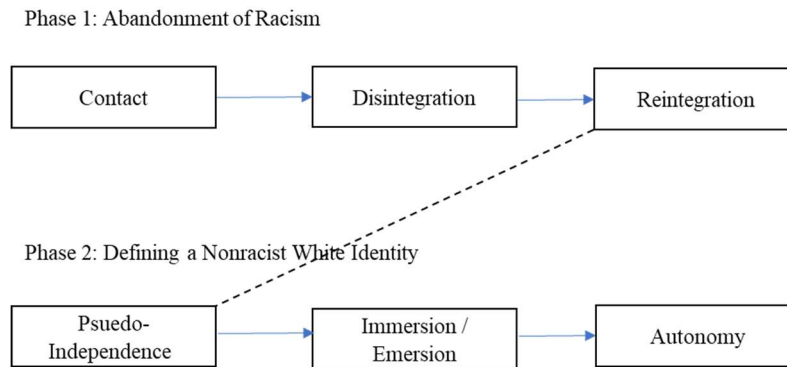 Phase 1: Abandonment of Racism
Contact
Disintegration
Reintegration
Phase 2: Defining a Nonracist White Identity
Psuedo-
Independence
Immersion /
Emersion
Autonomy